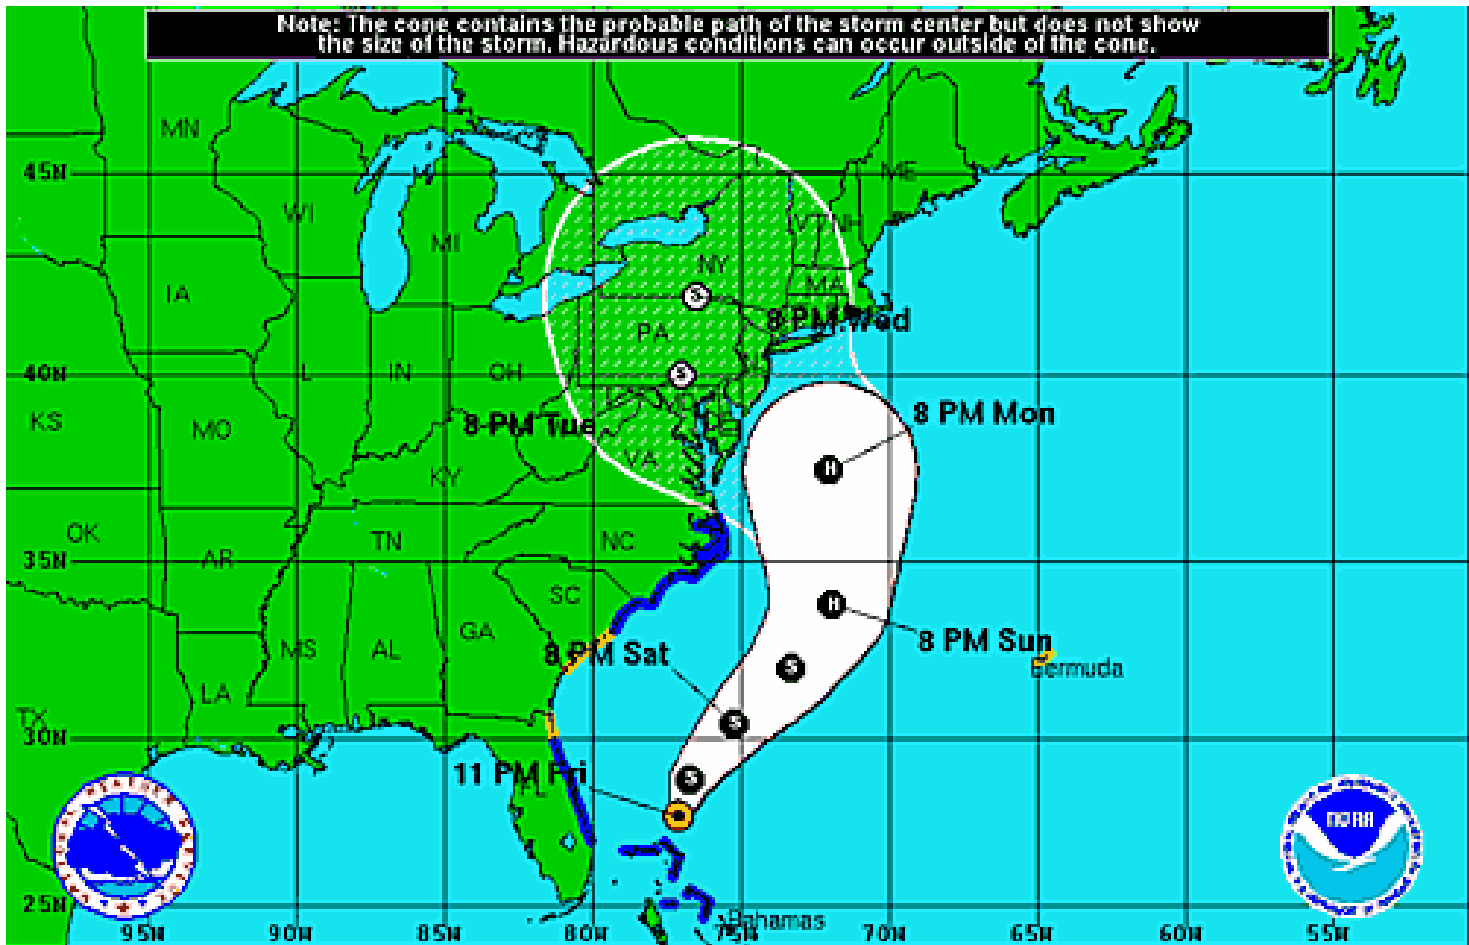 Note: The cone contains the probable path of the storm center but does not show
the size of the storm. Hazardous conditions can occur outside of the cone.
MN
45N
ME
WI
VT NH
MI
NY
IA
MA
8 PM Wed
PA
40N
IN
OH
8 PM Mon
KS
MO
8 PM Tue
VA
KY
OK
TN
NC
35N
AR
SC
GA
8 PM Sun
MS
AL
8 PM Sat
Bermuda
LA
TX
30N
11 PM Fri
NOAA
25N
Bahamas
95W
90W
85W
80W
75W
70W
65W
60W
55W
H
H
S
S
S
S
S